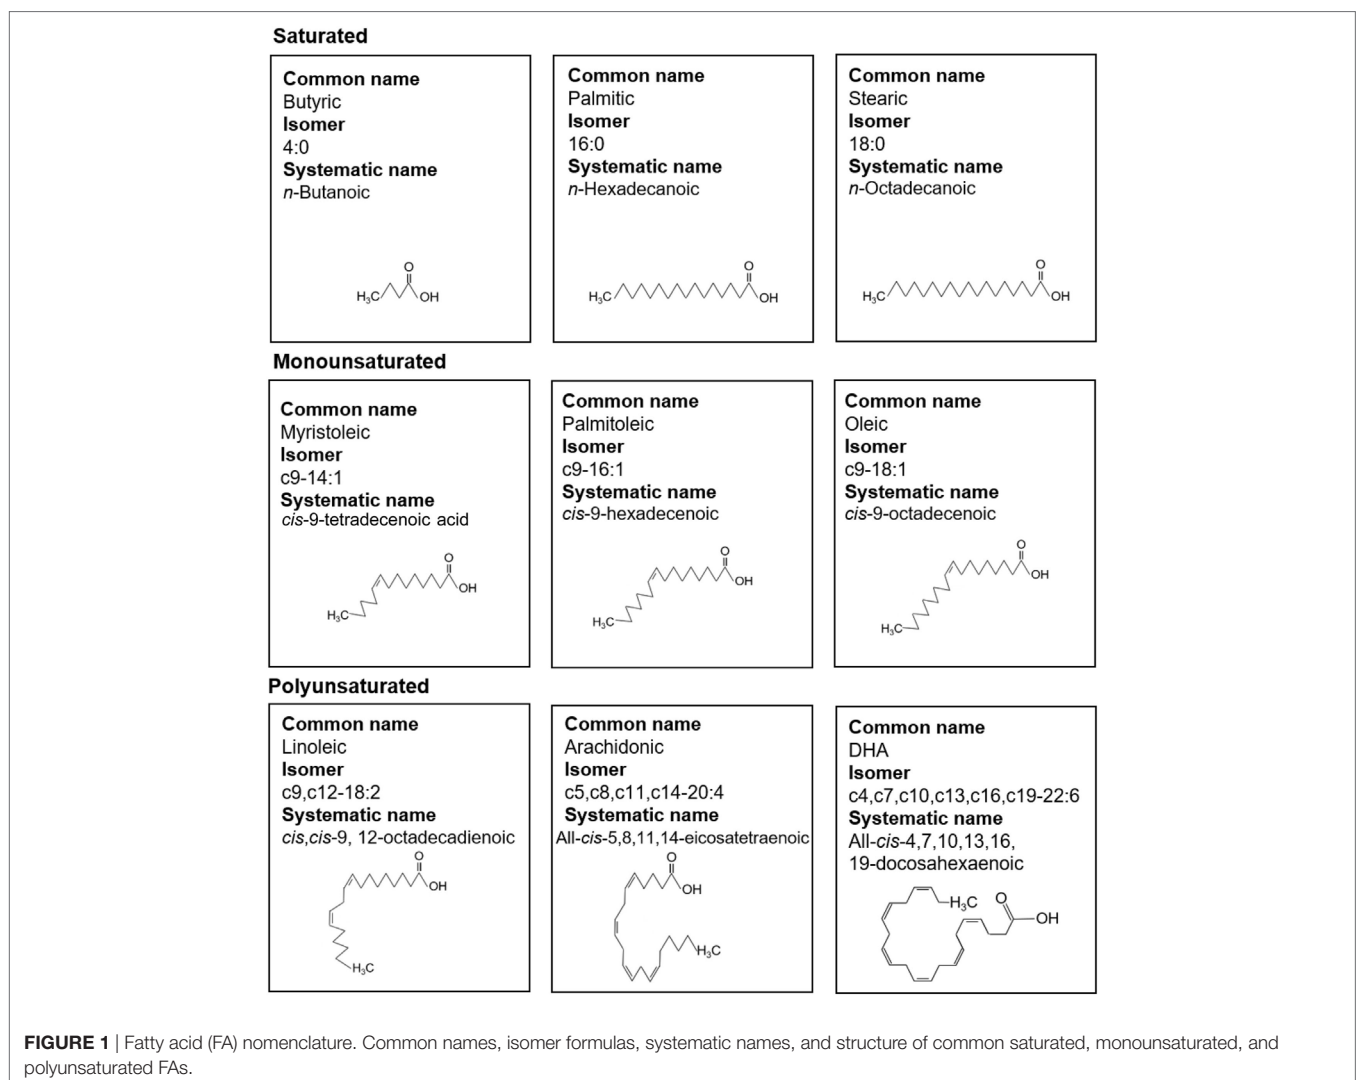 Saturated
Common name
Butyric
Isomer
4:0
Systematic name
n-Butanoic
O
H3C
OH
Common name
Palmitic
Isomer
16:0
Systematic name
n-Hexadecanoic
O
H3C
OH
Common name
Stearic
Isomer
18:0
Systematic name
n-Octadecanoic
O
H3C
OH
Monounsaturated
Common name
Myristoleic
Isomer
c9-14:1
Systematic name
cis-9-tetradecenoic acid
O
OH
H3C
Common name
Palmitoleic
Isomer
c9-16:1
Systematic name
cis-9-hexadecenoic
O
OH
H3C
Common name
Oleic
Isomer
c9-18:1
Systematic name
cis-9-octadecenoic
O
OH
H3C
Polyunsaturated
Common name
Linoleic
Isomer
c9,c12-18:2
Systematic name
cis,cis-9, 12-octadecadienoic
O
OH
H3C
Common name
Arachidonic
Isomer
c5,c8,c11,c14-20:4
Systematic name
All-cis-5,8,11,14-eicosatetraenoic
O
OH
H3C
Common name
DHA
Isomer
c4,c7,c10,c13,c16,c19-22:6
Systematic name
All-cis-4,7,10,13,16,
19-docosahexaenoic
H3C
O
OH
FIGURE 1 | Fatty acid (FA) nomenclature. Common names, isomer formulas, systematic names, and structure of common saturated, monounsaturated, and
polyunsaturated FAs.